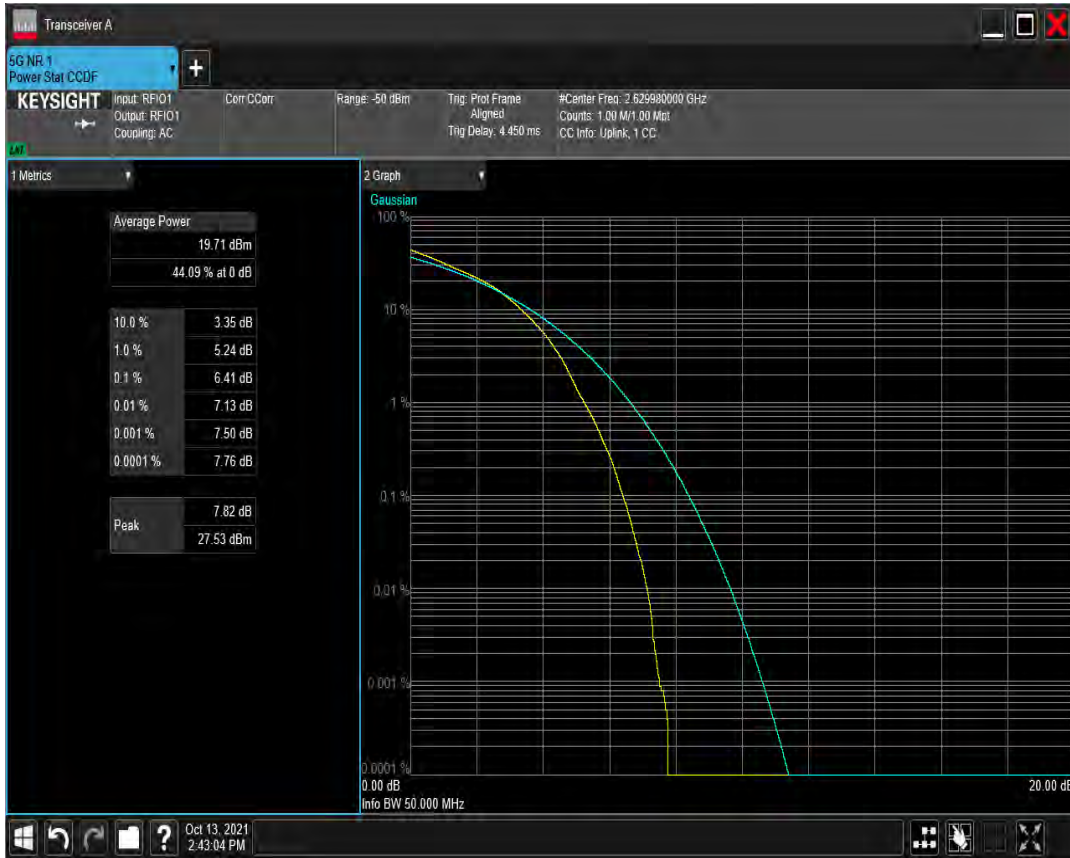 Transceiver A
5G NR 1
Power Stat CCDF
+
KEYSIGHT
Input: RFIO1
Output: RFIO1
Coupling: AC
Corr CCorr
Range: -50 dBm
Trig: Prot Frame
Aligned
Trig Delay: 4.450 ms
#Center Freq: 2.629980000 GHz
Counts: 1.00 M/1.00 Mpt
CC Info: Uplink, 1 CC
1 Metrics
Average Power
19.71 dBm
44.09 % at 0 dB
10.0 % 3.35 dB
1.0 % 5.24 dB
0.1 % 6.41 dB
0.01 % 7.13 dB
0.001 % 7.50 dB
0.0001 % 7.76 dB
Peak
7.82 dB
27.53 dBm
2 Graph
Gaussian
100 %
10 %
1 %
0.1 %
0.01 %
0.001 %
0.0001 %
0.00 dB
20.00 dB
Info BW 50.000 MHz
?
Oct 13, 2021
2:43:04 PM